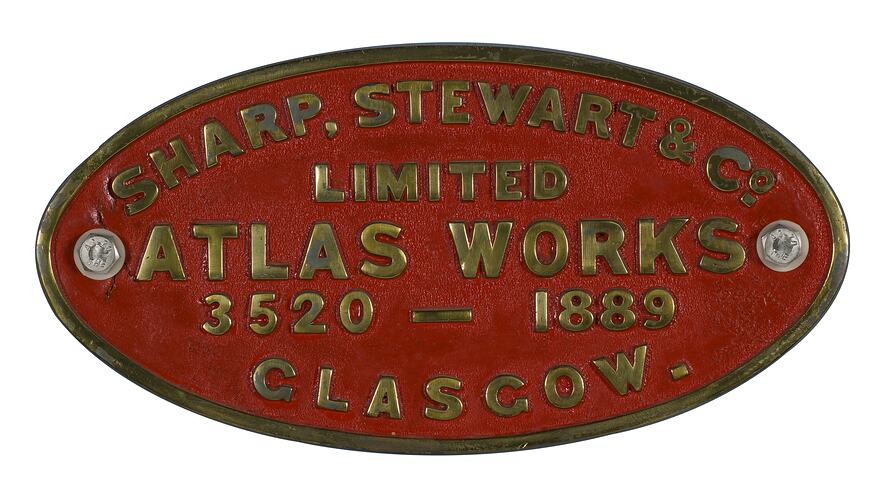 SHARP, STEWART & Co.
LIMITED
ATLAS WORKS
3520 — 1889
GLASGOW.